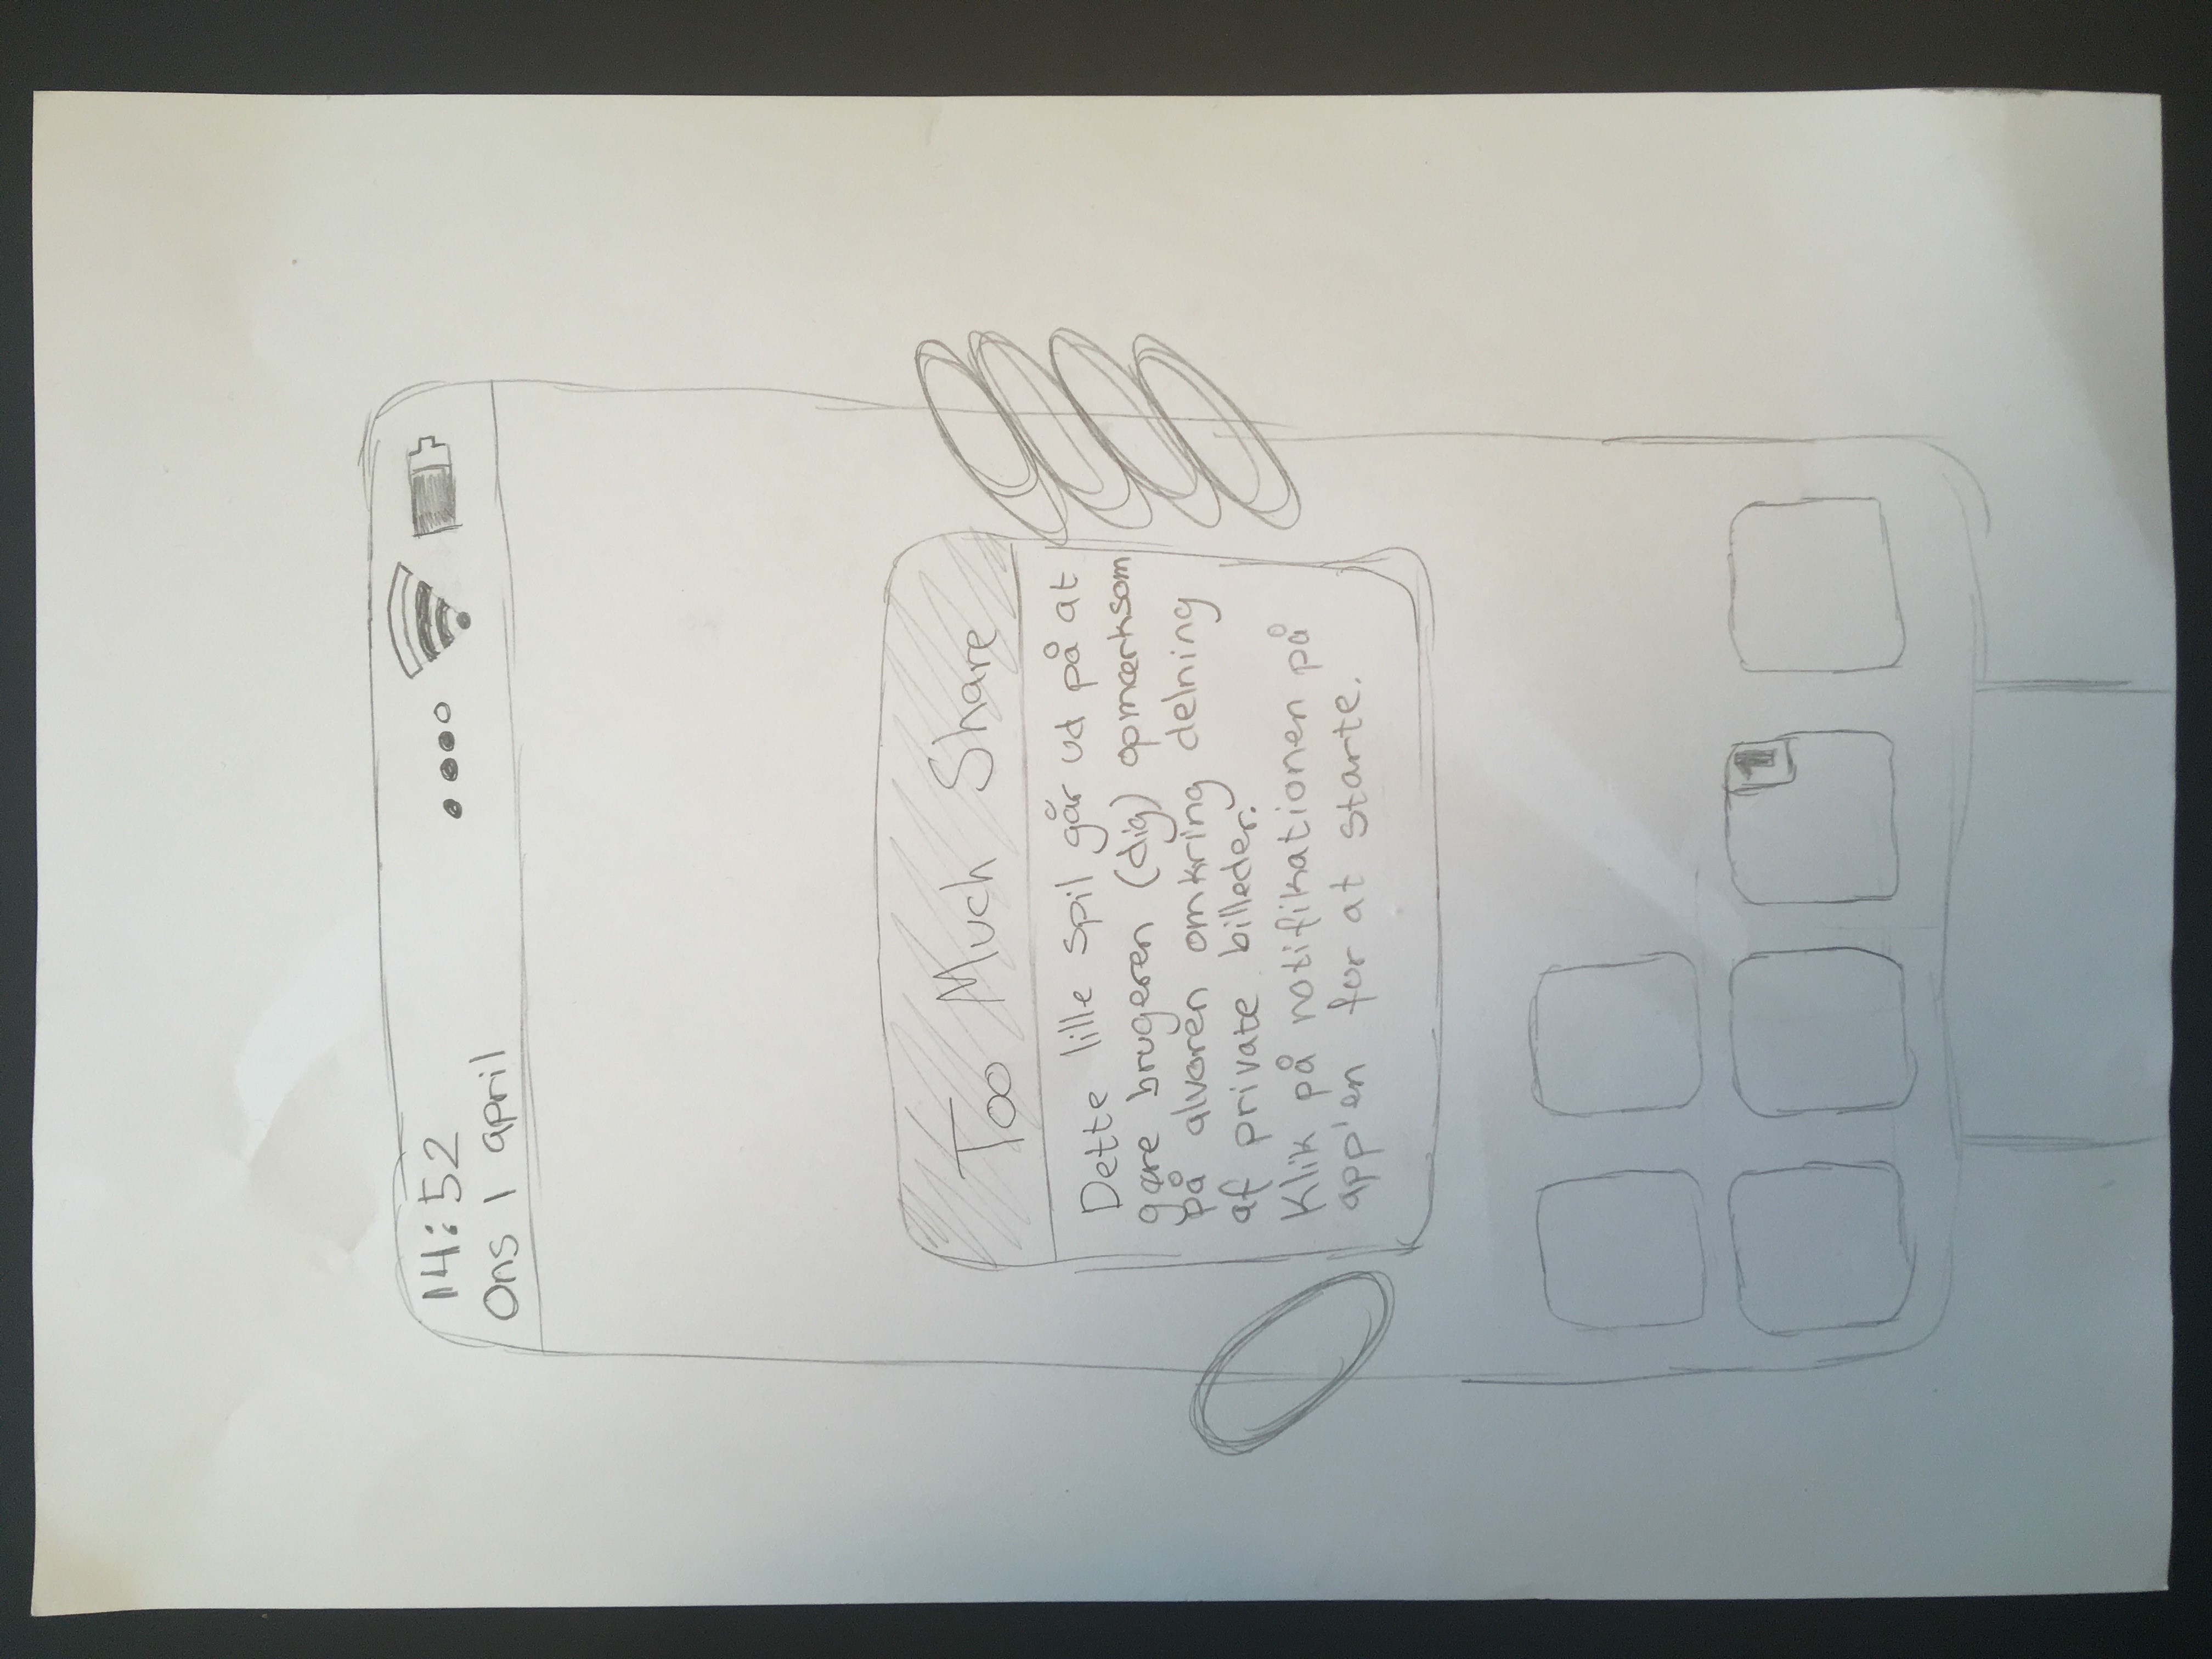 14:52
Ons 1 april
Too Much Share
Dette lille spil går ud på at
gøre brugeren (dig) opmærksom
på alvoren omkring delning
af private billeder.
Klik på notifikationen på
app'en for at starte.
1